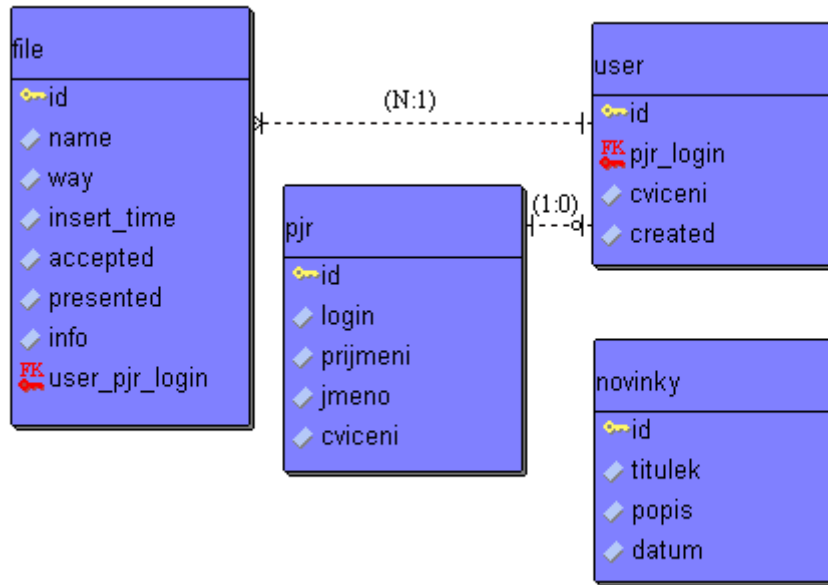 file
id
name
way
insert_time
accepted
presented
info
FK user_pjr_login
(N:1)
user
id
FK pjr_login
cviceni
created
(1:0)
pjr
id
login
prijmeni
jmeno
cviceni
novinky
id
titulek
popis
datum